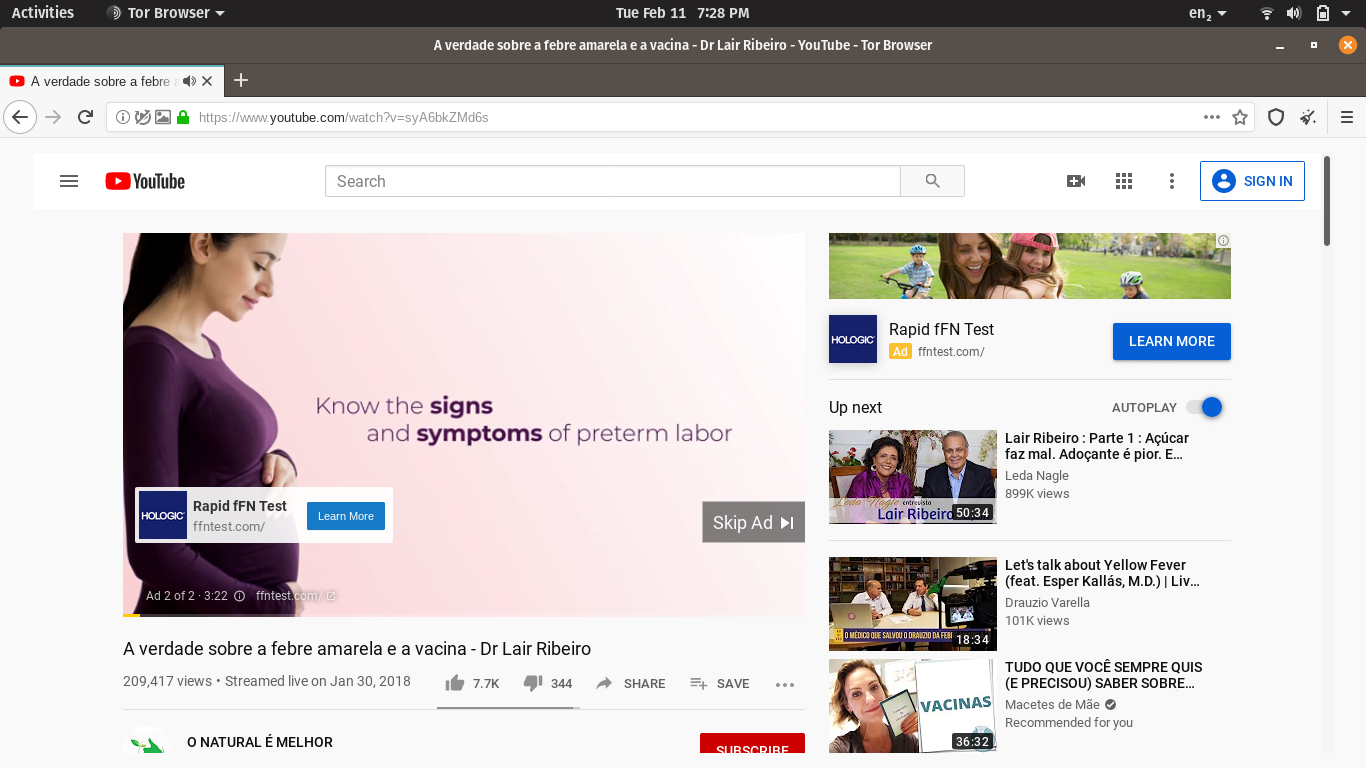 Activities
Tor Browser
Tue Feb 11 7:28 PM
en₂
A verdade sobre a febre amarela e a vacina - Dr Lair Ribeiro - YouTube - Tor Browser
A verdade sobre a febre a
https://www.youtube.com/watch?v=syA6bkZMd6s
YouTube
Search
SIGN IN
Know the signs
and symptoms of preterm labor
HOLOGIC
Rapid fFN Test
ffntest.com/
Learn More
Skip Ad
Ad 2 of 2 · 3:22
ffntest.com/
A verdade sobre a febre amarela e a vacina - Dr Lair Ribeiro
209,417 views • Streamed live on Jan 30, 2018
7.7K
344
SHARE
SAVE
O NATURAL É MELHOR
SUBSCRIBE
HOLOGIC
Rapid fFN Test
Ad ffntest.com/
LEARN MORE
Up next
AUTOPLAY
Leda Nagle entrevista
Lair Ribeiro
50:34
Lair Ribeiro : Parte 1 : Açúcar
faz mal. Adoçante é pior. E…
Leda Nagle
899K views
O MÉDICO QUE SALVOU O DRAUZIO DA FEB
18:34
Let's talk about Yellow Fever
(feat. Esper Kallás, M.D.) | Liv…
Drauzio Varella
101K views
VACINAS
36:32
TUDO QUE VOCÊ SEMPRE QUIS
(E PRECISOU) SABER SOBRE…
Macetes de Mãe
Recommended for you